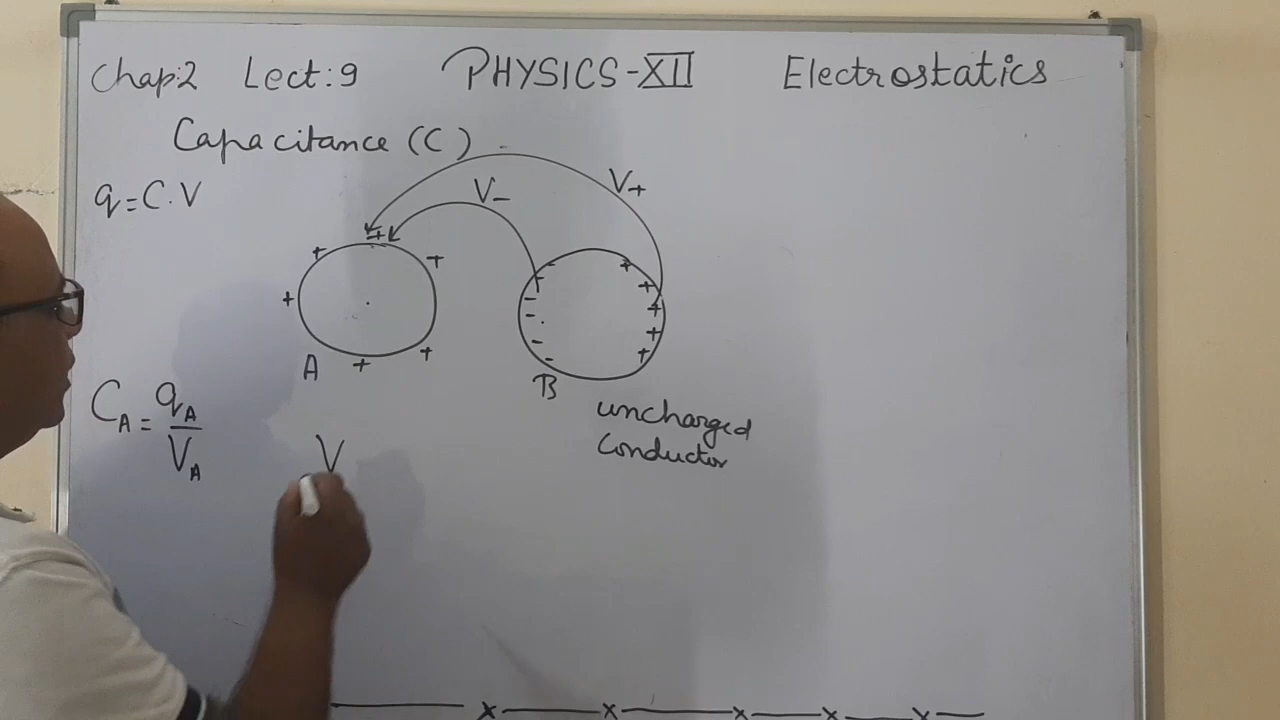 Chap:2 Lect:9 PHYSICS-XII Electrostatics
Capacitance (C)
q=C.V
V- V+
+ + + + + + +
- - - - - -
+ + + + +
A
B
uncharged
Conductor
C_A = q_A / V_A
V